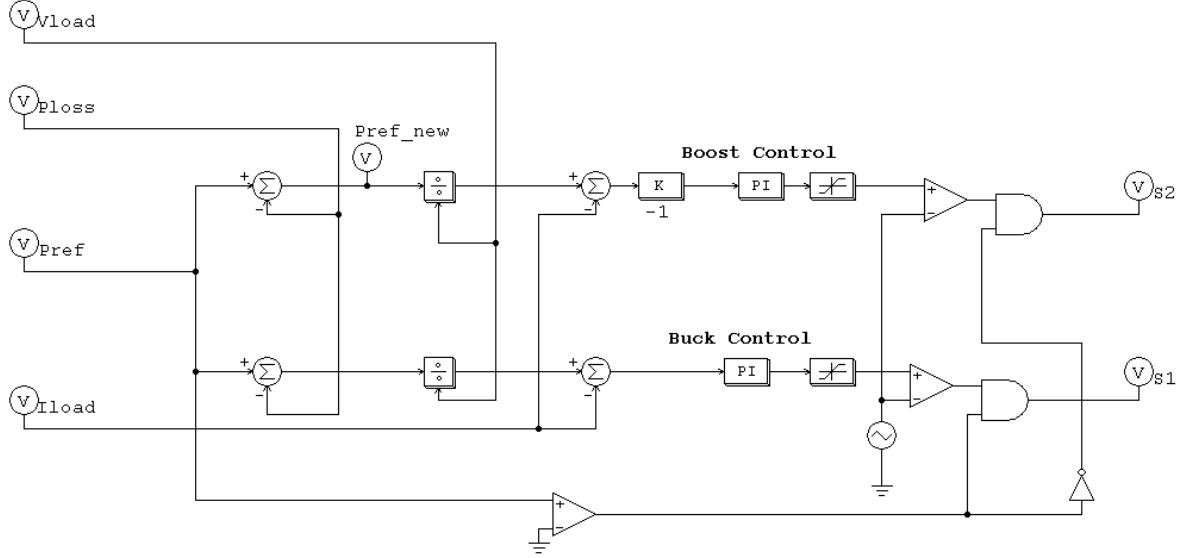 V
Vload
V
Ploss
Pref_new
V
Boost Control
+
Σ
-
÷
+
Σ
-
K
-1
PI
+
-
V
S2
V
Pref
Buck Control
+
Σ
-
÷
+
Σ
-
PI
+
-
V
S1
V
Iload
+
-